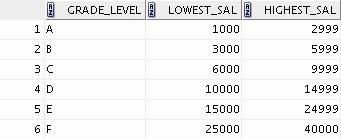 GRADE_LEVEL LOWEST_SAL HIGHEST_SAL
1 A 1000 2999
2 B 3000 5999
3 C 6000 9999
4 D 10000 14999
5 E 15000 24999
6 F 25000 40000